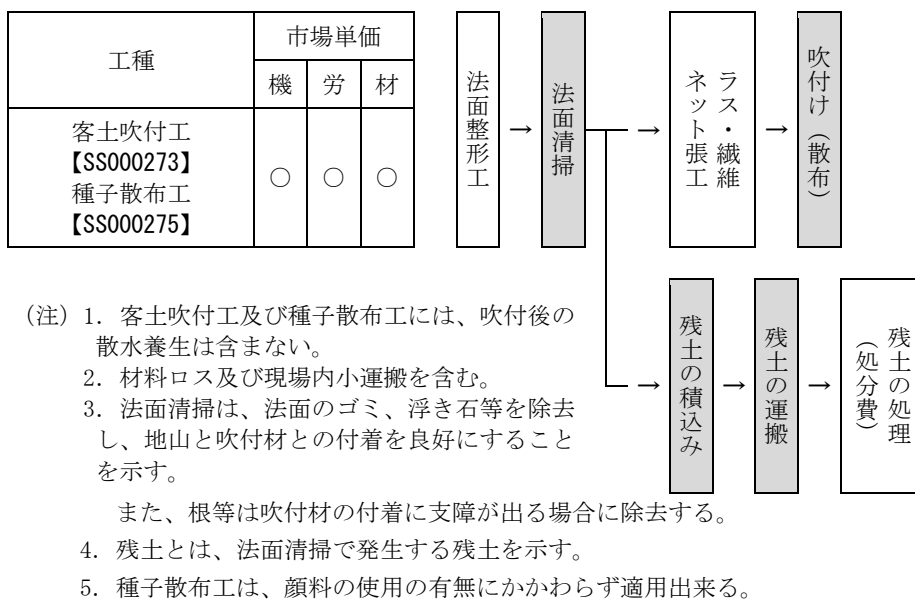 工種
市場単価
機 労 材
客土吹付工
【SS000273】
種子散布工
【SS000275】
○ ○ ○
法面整形工
→
法面清掃
→
ラス・繊維
ネット張工
→
吹付け（散布）
→
残土の積込み
→
残土の運搬
→
残土の処理
（処分費）
（注）1．客土吹付工及び種子散布工には、吹付後の
散水養生は含まない。
2．材料ロス及び現場内小運搬を含む。
3．法面清掃は、法面のゴミ、浮き石等を除去
し、地山と吹付材との付着を良好にすること
を示す。
また、根等は吹付材の付着に支障が出る場合に除去する。
4．残土とは、法面清掃で発生する残土を示す。
5．種子散布工は、顔料の使用の有無にかかわらず適用出来る。